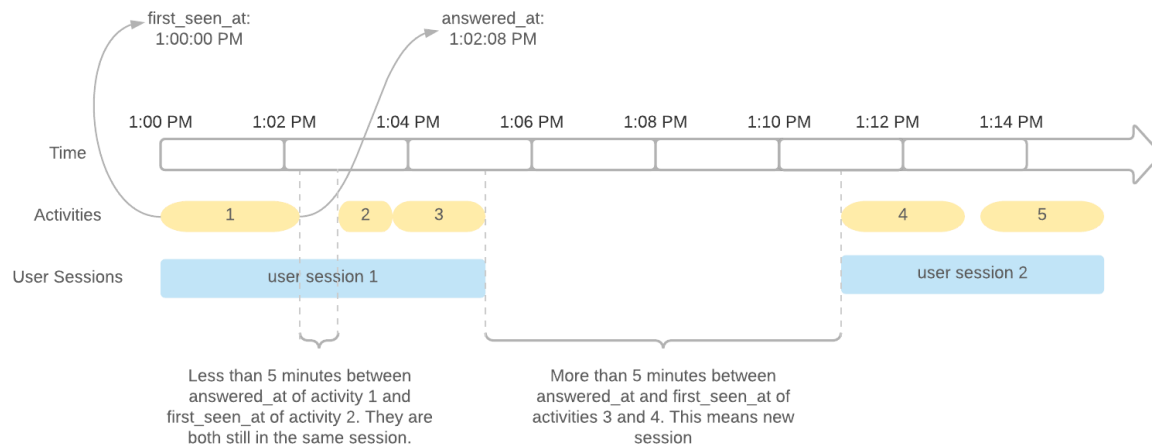 first_seen_at:
1:00:00 PM
answered_at:
1:02:08 PM
1:00 PM
1:02 PM
1:04 PM
1:06 PM
1:08 PM
1:10 PM
1:12 PM
1:14 PM
Time
Activities
1
2
3
4
5
User Sessions
user session 1
user session 2
Less than 5 minutes between
answered_at of activity 1 and
first_seen_at of activity 2. They are
both still in the same session.
More than 5 minutes between
answered_at and first_seen_at of
activities 3 and 4. This means new
session